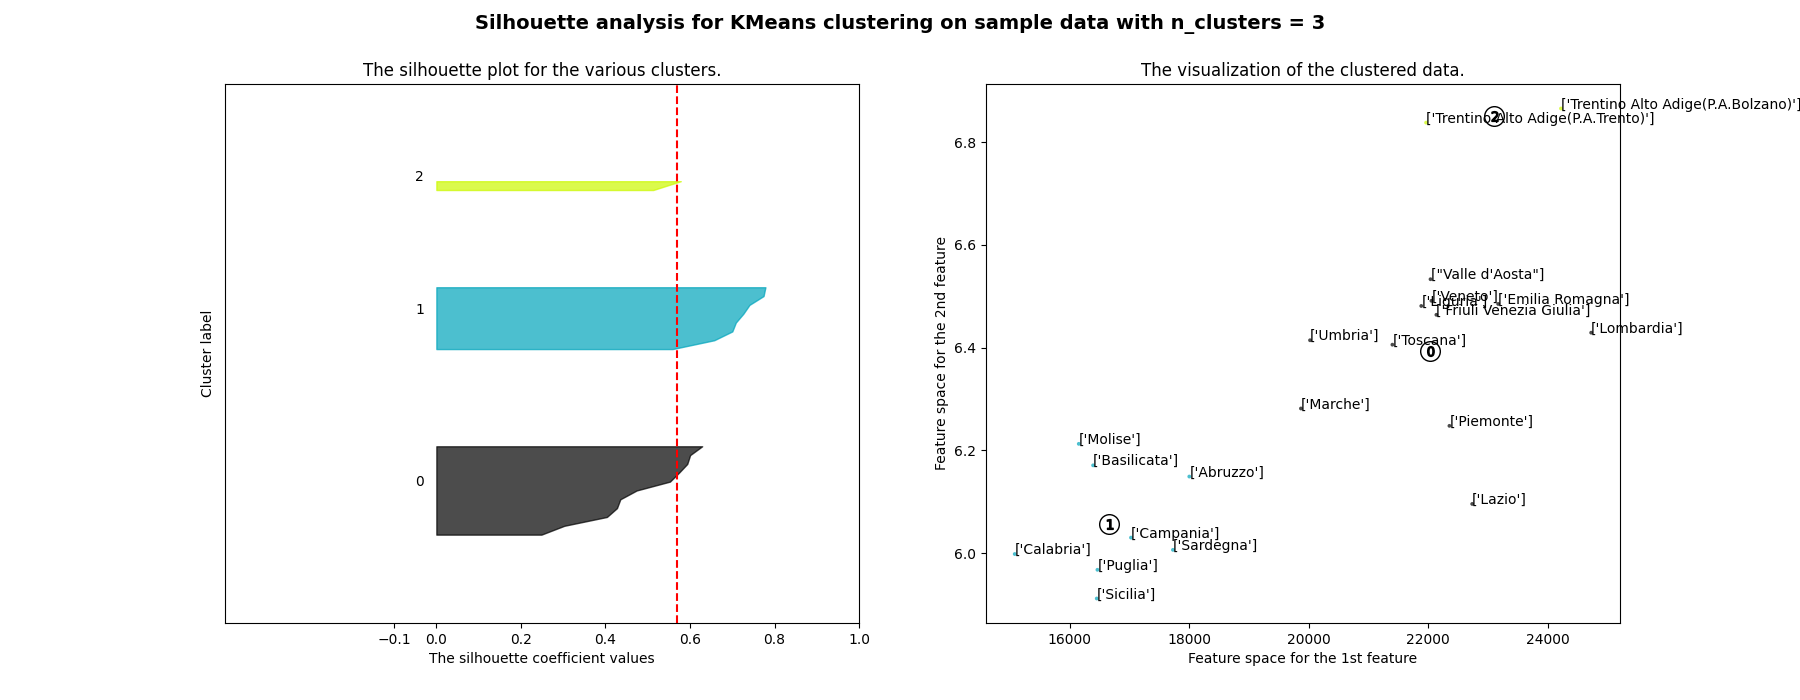 Silhouette analysis for KMeans clustering on sample data with n_clusters = 3
The silhouette plot for the various clusters.
2
1
0
Cluster label
−0.1 0.0 0.2 0.4 0.6 0.8 1.0
The silhouette coefficient values
The visualization of the clustered data.
['Trentino Alto Adige(P.A.Bolzano)']
2
['Trentino Alto Adige(P.A.Trento)']
["Valle d'Aosta"]
['Veneto']
['Emilia Romagna']
['Liguria']
['Friuli Venezia Giulia']
['Lombardia']
['Umbria']
['Toscana']
0
['Marche']
['Piemonte']
['Molise']
['Basilicata']
['Abruzzo']
['Lazio']
1
['Campania']
['Sardegna']
['Calabria']
['Puglia']
['Sicilia']
6.8
6.6
6.4
6.2
6.0
Feature space for the 2nd feature
16000 18000 20000 22000 24000
Feature space for the 1st feature